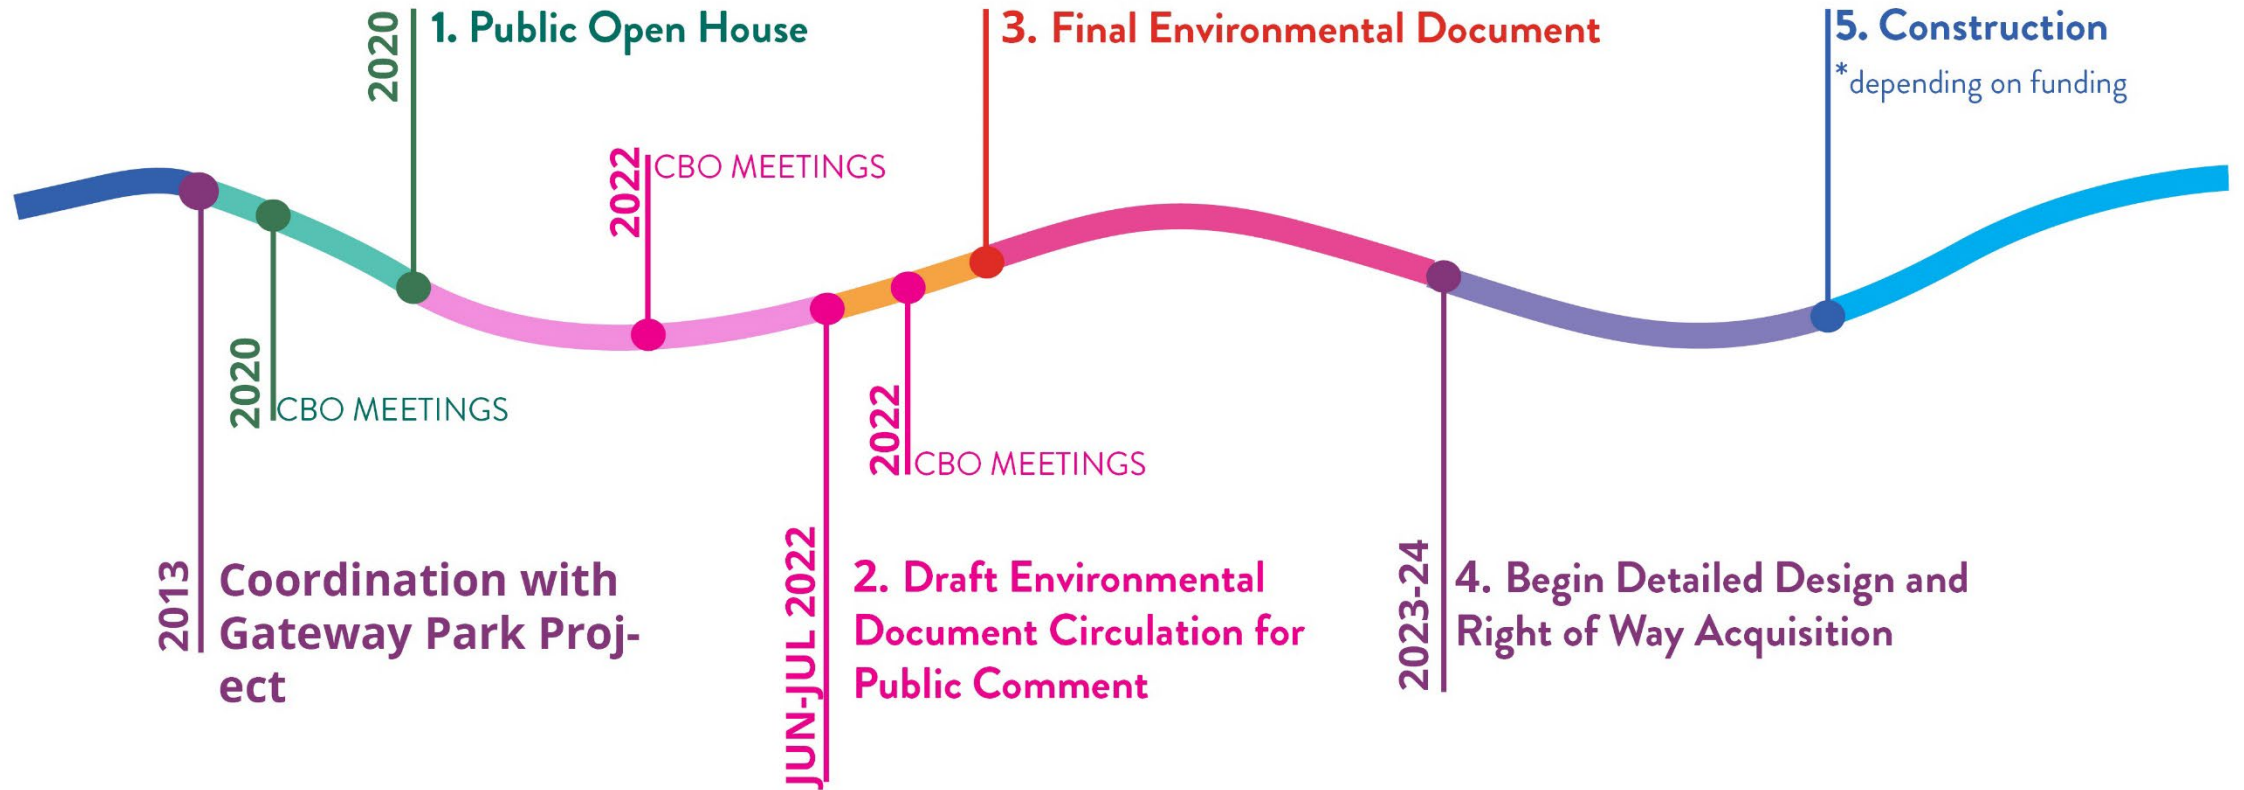 2020
1. Public Open House
3. Final Environmental Document
5. Construction
*depending on funding
2022
CBO MEETINGS
2020
CBO MEETINGS
2022
CBO MEETINGS
2013
Coordination with
Gateway Park Proj-
ect
JUN-JUL 2022
2. Draft Environmental
Document Circulation for
Public Comment
2023-24
4. Begin Detailed Design and
Right of Way Acquisition